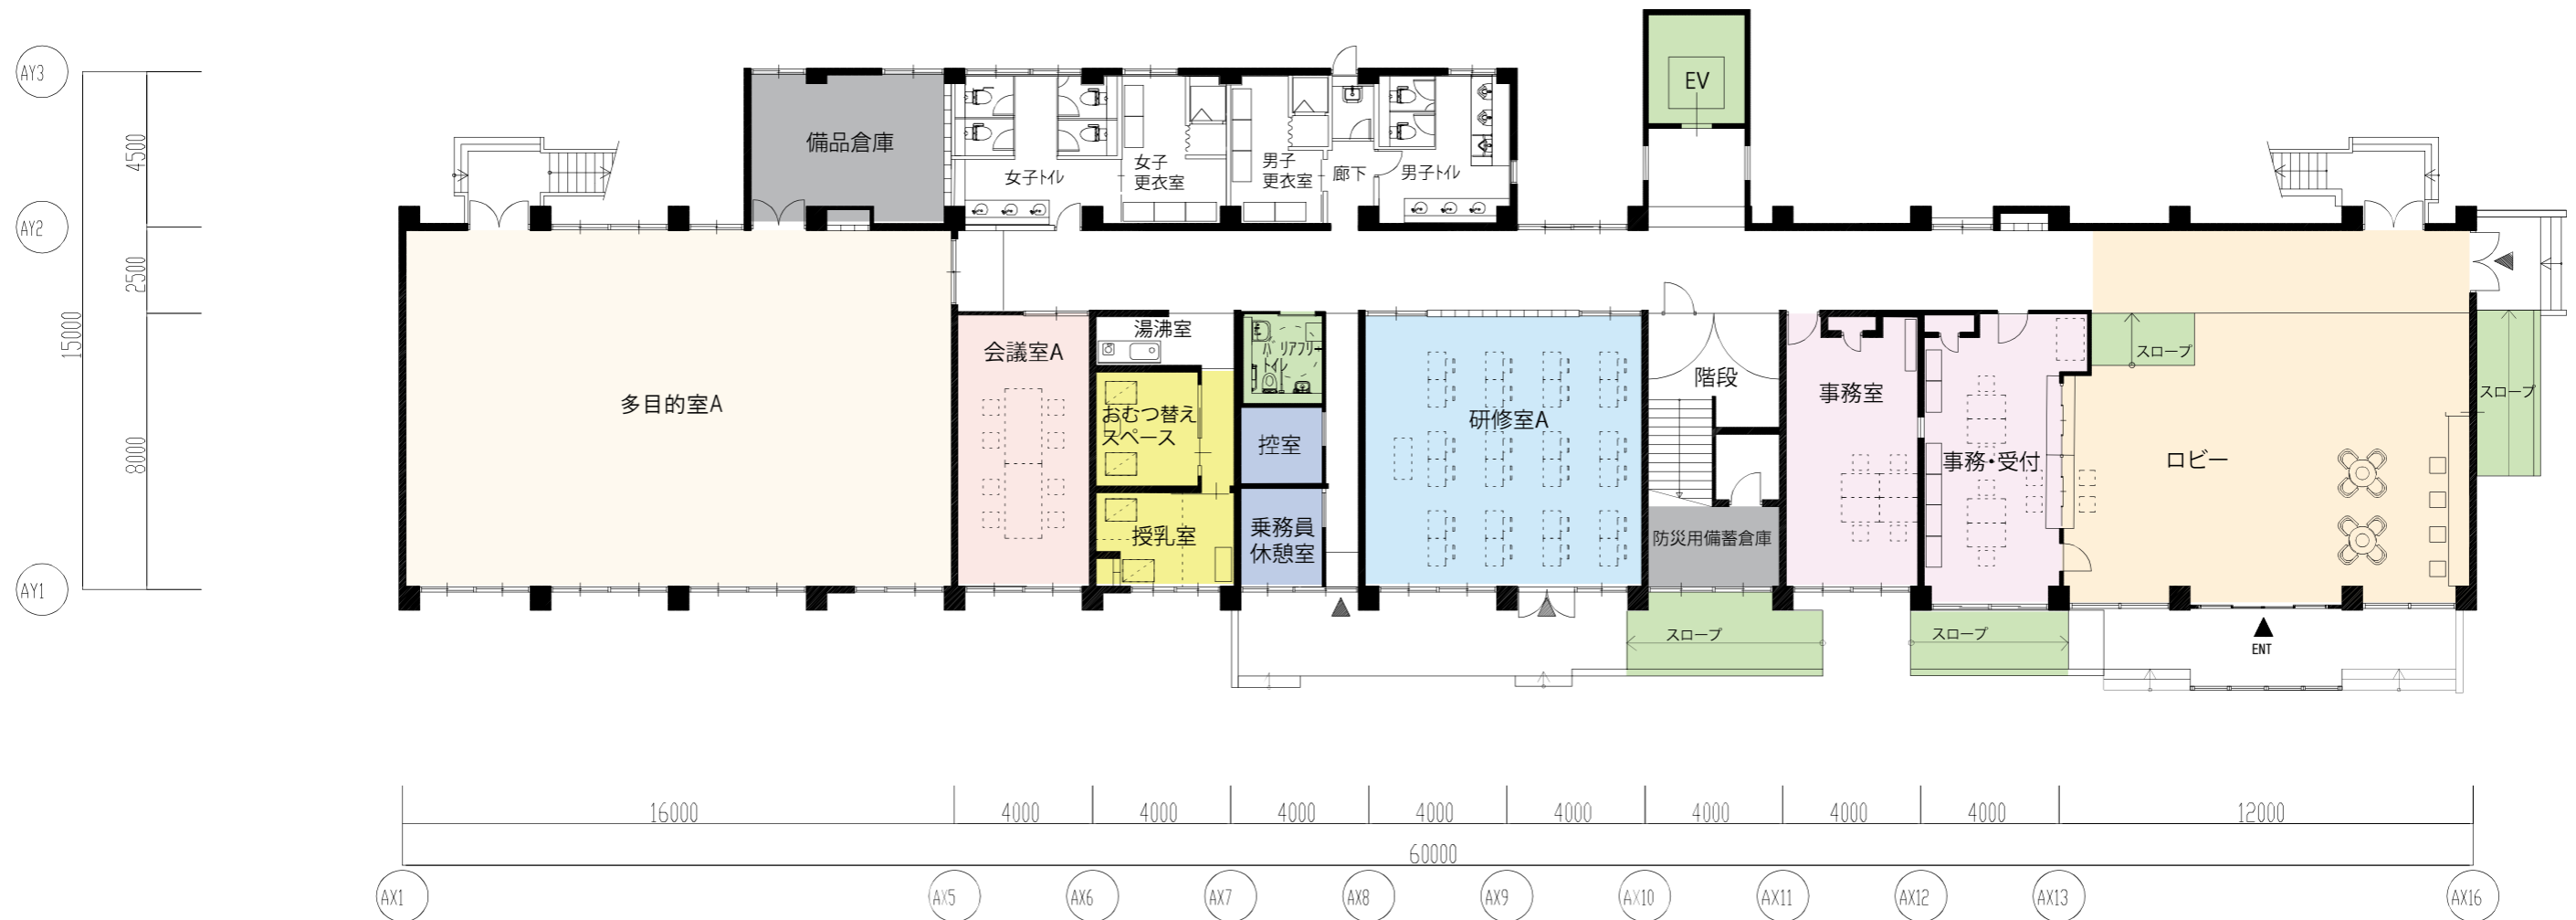 EV
AY3
4500
備品倉庫
女子
更衣室
男子
更衣室
廊下
男子トイレ
女子トイレ
AY2
2500
15000
湯沸室
会議室A
バリアフリー
トイレ
階段
スロープ
多目的室A
おむつ替え
スペース
研修室A
事務室
スロープ
8000
控室
事務・受付
ロビー
授乳室
乗務員
休憩室
防災用備蓄倉庫
AY1
スロープ
スロープ
ENT
16000
4000
4000
4000
4000
4000
4000
4000
4000
12000
60000
AX1
AX5
AX6
AX7
AX8
AX9
AX10
AX11
AX12
AX13
AX16